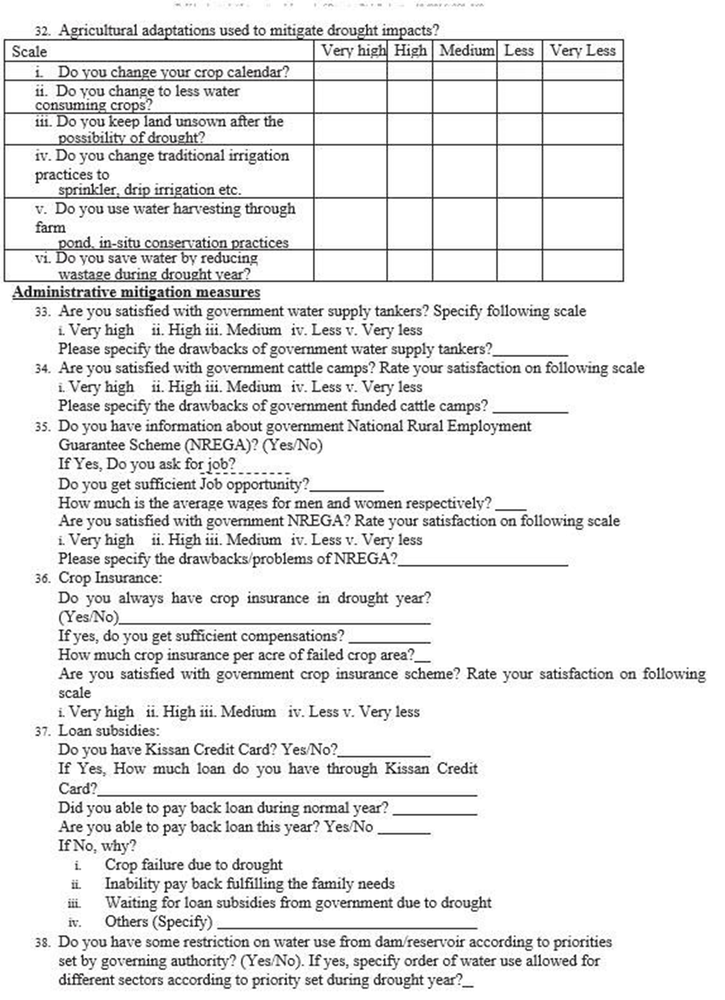 32. Agricultural adaptations used to mitigate drought impacts?
Scale Very high High Medium Less Very Less
i. Do you change your crop calendar?
ii. Do you change to less water
consuming crops?
iii. Do you keep land unsown after the
possibility of drought?
iv. Do you change traditional irrigation
practices to
sprinkler, drip irrigation etc.
v. Do you use water harvesting through
farm
pond, in-situ conservation practices
vi. Do you save water by reducing
wastage during drought year?
Administrative mitigation measures
33. Are you satisfied with government water supply tankers? Specify following scale
i. Very high ii. High iii. Medium iv. Less v. Very less
Please specify the drawbacks of government water supply tankers?__________
34. Are you satisfied with government cattle camps? Rate your satisfaction on following scale
i. Very high ii. High iii. Medium iv. Less v. Very less
Please specify the drawbacks of government funded cattle camps? __________
35. Do you have information about government National Rural Employment
Guarantee Scheme (NREGA)? (Yes/No)
If Yes, Do you ask for job?
Do you get sufficient Job opportunity?__________
How much is the average wages for men and women respectively? ____
Are you satisfied with government NREGA? Rate your satisfaction on following scale
i. Very high ii. High iii. Medium iv. Less v. Very less
Please specify the drawbacks/problems of NREGA?______________________
36. Crop Insurance:
Do you always have crop insurance in drought year?
(Yes/No)________________________________________
If yes, do you get sufficient compensations? ___________
How much crop insurance per acre of failed crop area?__
Are you satisfied with government crop insurance scheme? Rate your satisfaction on following
scale
i. Very high ii. High iii. Medium iv. Less v. Very less
37. Loan subsidies:
Do you have Kissan Credit Card? Yes/No?____________
If Yes, How much loan do you have through Kissan Credit
Card?__________________________________________________
Did you able to pay back loan during normal year? ___________
Are you able to pay back loan this year? Yes/No _______
If No, why?
i. Crop failure due to drought
ii. Inability pay back fulfilling the family needs
iii. Waiting for loan subsidies from government due to drought
iv. Others (Specify) __________________________________
38. Do you have some restriction on water use from dam/reservoir according to priorities
set by governing authority? (Yes/No). If yes, specify order of water use allowed for
different sectors according to priority set during drought year?_